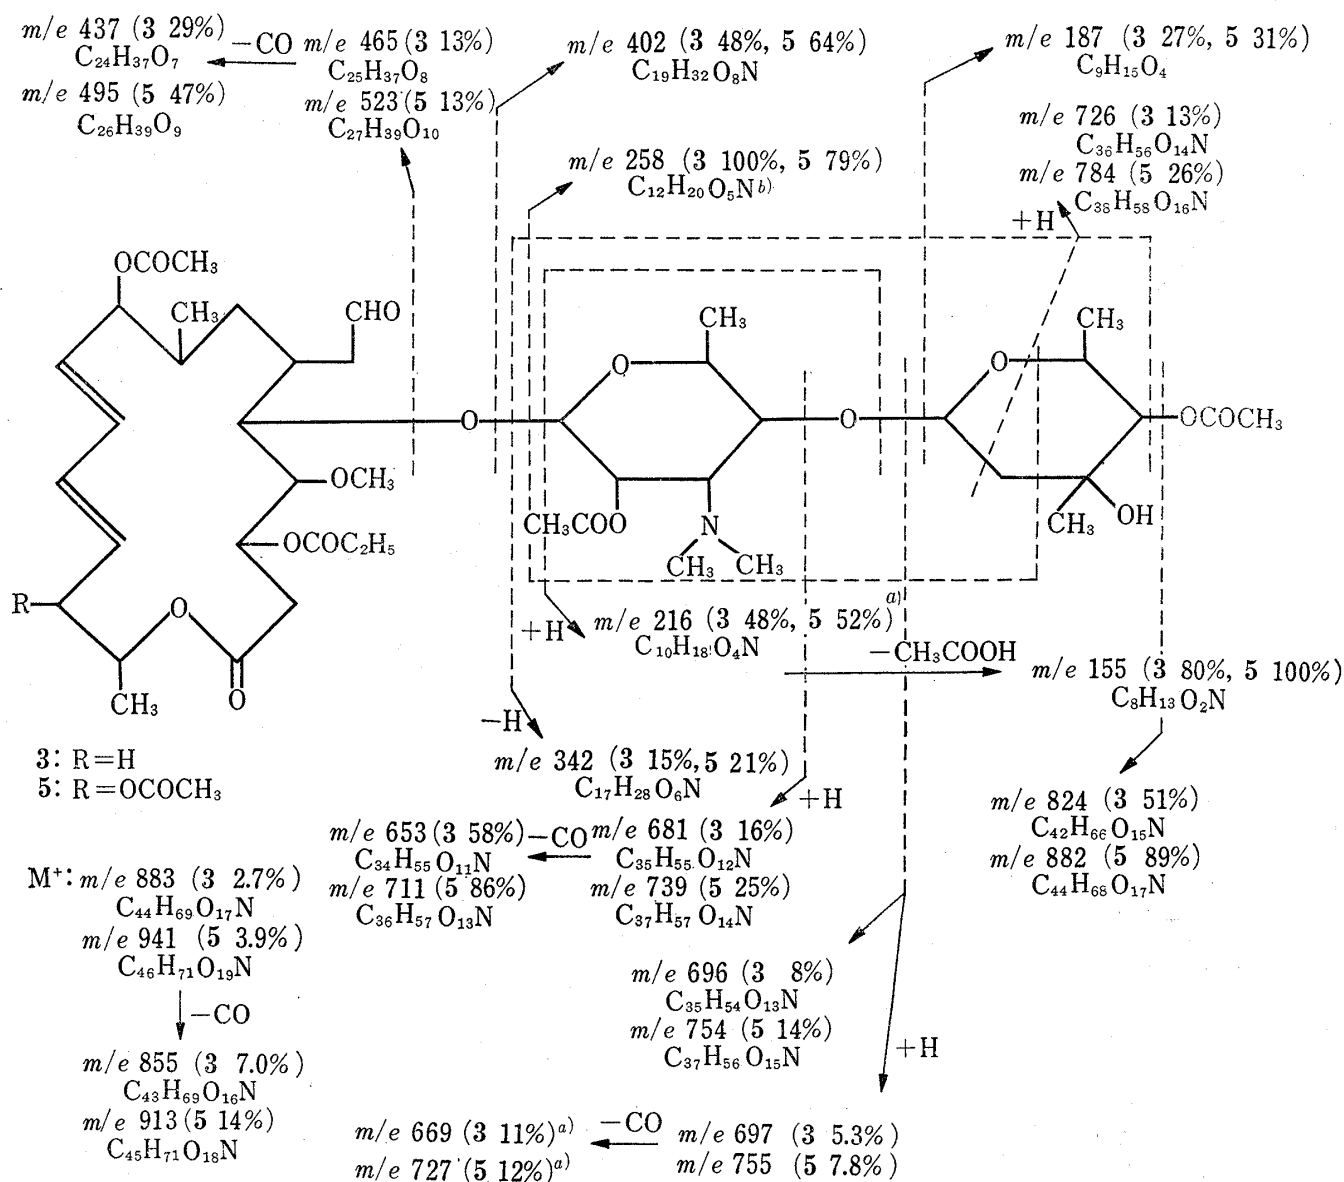 m/e 437 (3 29%)
C₂₄H₃₇O₇
m/e 495 (5 47%)
C₂₆H₃₉O₉
—CO
m/e 465 (3 13%)
C₂₅H₃₇O₈
m/e 523 (5 13%)
C₂₇H₃₉O₁₀
m/e 402 (3 48%, 5 64%)
C₁₉H₃₂O₈N
m/e 258 (3 100%, 5 79%)
C₁₂H₂₀O₅N b)
m/e 187 (3 27%, 5 31%)
C₉H₁₅O₄
m/e 726 (3 13%)
C₃₆H₅₆O₁₄N
m/e 784 (5 26%)
C₃₈H₅₈O₁₆N
+H
OCOCH₃
CH₃
CHO
O
OCH₃
OCOC₂H₅
R
O
O
CH₃
O
CH₃
CH₃COO
N
CH₃
CH₃
O
O
CH₃
OCOCH₃
CH₃
OH
+H
m/e 216 (3 48%, 5 52%) a)
C₁₀H₁₈O₄N
—CH₃COOH
m/e 155 (3 80%, 5 100%)
C₈H₁₃O₂N
3: R=H
5: R=OCOCH₃
—H
m/e 342 (3 15%, 5 21%)
C₁₇H₂₈O₆N
+H
m/e 824 (3 51%)
C₄₂H₆₆O₁₅N
m/e 882 (5 89%)
C₄₄H₆₈O₁₇N
m/e 653 (3 58%)
C₃₄H₅₅O₁₁N
m/e 711 (5 86%)
C₃₆H₅₇O₁₃N
—CO
m/e 681 (3 16%)
C₃₅H₅₅O₁₂N
m/e 739 (5 25%)
C₃₇H₅₇O₁₄N
M⁺: m/e 883 (3 2.7%)
C₄₄H₆₉O₁₇N
m/e 941 (5 3.9%)
C₄₆H₇₁O₁₉N
—CO
m/e 855 (3 7.0%)
C₄₃H₆₉O₁₆N
m/e 913 (5 14%)
C₄₅H₇₁O₁₈N
m/e 696 (3 8%)
C₃₅H₅₄O₁₃N
m/e 754 (5 14%)
C₃₇H₅₆O₁₅N
+H
m/e 669 (3 11%) a)
m/e 727 (5 12%) a)
—CO
m/e 697 (3 5.3%)
m/e 755 (5 7.8%)